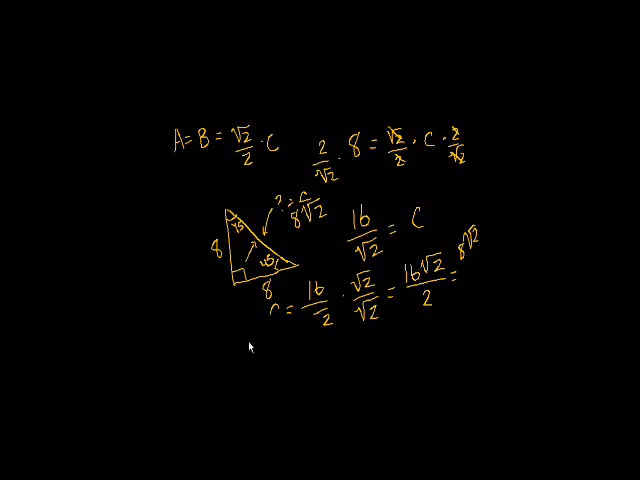 A = B = √2/2 · C
2/√2 · 8 = √2/2 · C · 2/√2
? = C
8√2
45
8
45
8
16/√2 = C
C = 16/√2 · √2/√2 = 16√2/2 = 8√2